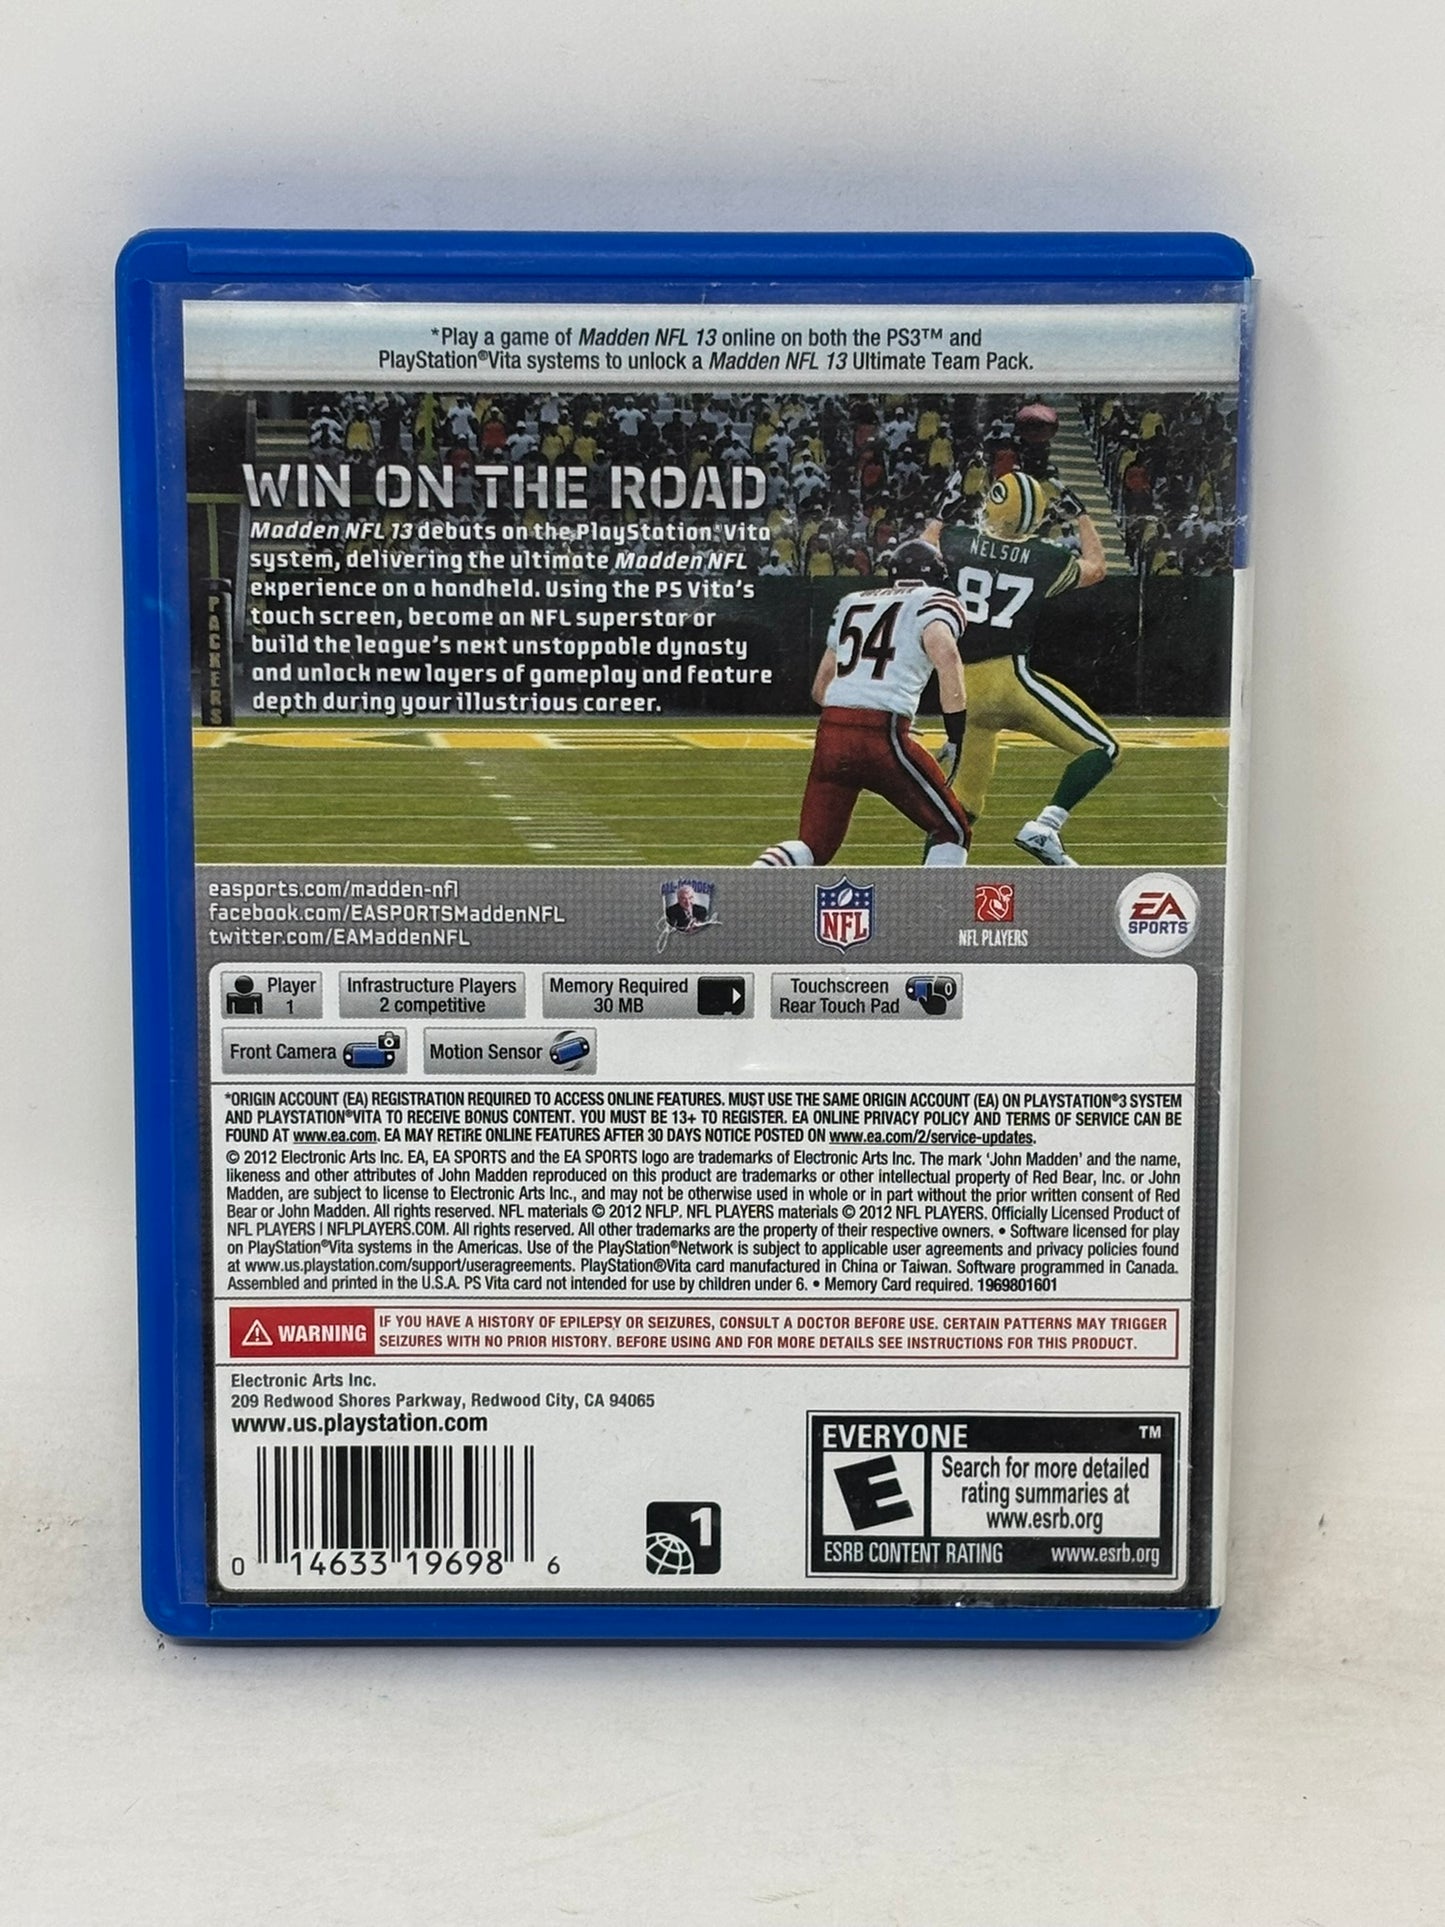 *Play a game of Madden NFL 13 online on both the PS3™ and
PlayStation®Vita systems to unlock a Madden NFL 13 Ultimate Team Pack.
WIN ON THE ROAD
Madden NFL 13 debuts on the PlayStation®Vita
system, delivering the ultimate Madden NFL
experience on a handheld. Using the PS Vita's
touch screen, become an NFL superstar or
build the league's next unstoppable dynasty
and unlock new layers of gameplay and feature
depth during your illustrious career.
NELSON
87
54
PACKERS
easports.com/madden-nfl
facebook.com/EASPORTSMaddenNFL
twitter.com/EAMaddenNFL
ALL-MADDEN
NFL
NFL PLAYERS
EA
SPORTS
Player
1
Infrastructure Players
2 competitive
Memory Required
30 MB
Touchscreen
Rear Touch Pad
Front Camera
Motion Sensor
*ORIGIN ACCOUNT (EA) REGISTRATION REQUIRED TO ACCESS ONLINE FEATURES. MUST USE THE SAME ORIGIN ACCOUNT (EA) ON PLAYSTATION®3 SYSTEM
AND PLAYSTATION®VITA TO RECEIVE BONUS CONTENT. YOU MUST BE 13+ TO REGISTER. EA ONLINE PRIVACY POLICY AND TERMS OF SERVICE CAN BE
FOUND AT www.ea.com. EA MAY RETIRE ONLINE FEATURES AFTER 30 DAYS NOTICE POSTED ON www.ea.com/2/service-updates.
© 2012 Electronic Arts Inc. EA, EA SPORTS and the EA SPORTS logo are trademarks of Electronic Arts Inc. The mark 'John Madden' and the name,
likeness and other attributes of John Madden reproduced on this product are trademarks or other intellectual property of Red Bear, Inc. or John
Madden, are subject to license to Electronic Arts Inc., and may not be otherwise used in whole or in part without the prior written consent of Red
Bear or John Madden. All rights reserved. NFL materials © 2012 NFLP. NFL PLAYERS materials © 2012 NFL PLAYERS. Officially Licensed Product of
NFL PLAYERS | NFLPLAYERS.COM. All rights reserved. All other trademarks are the property of their respective owners. • Software licensed for play
on PlayStation®Vita systems in the Americas. Use of the PlayStation®Network is subject to applicable user agreements and privacy policies found
at www.us.playstation.com/support/useragreements. PlayStation®Vita card manufactured in China or Taiwan. Software programmed in Canada.
Assembled and printed in the U.S.A. PS Vita card not intended for use by children under 6. • Memory Card required. 1969801601
WARNING
IF YOU HAVE A HISTORY OF EPILEPSY OR SEIZURES, CONSULT A DOCTOR BEFORE USE. CERTAIN PATTERNS MAY TRIGGER
SEIZURES WITH NO PRIOR HISTORY. BEFORE USING AND FOR MORE DETAILS SEE INSTRUCTIONS FOR THIS PRODUCT.
Electronic Arts Inc.
209 Redwood Shores Parkway, Redwood City, CA 94065
www.us.playstation.com
0 14633 19698 6
1
EVERYONE ™
E
Search for more detailed
rating summaries at
www.esrb.org
ESRB CONTENT RATING www.esrb.org